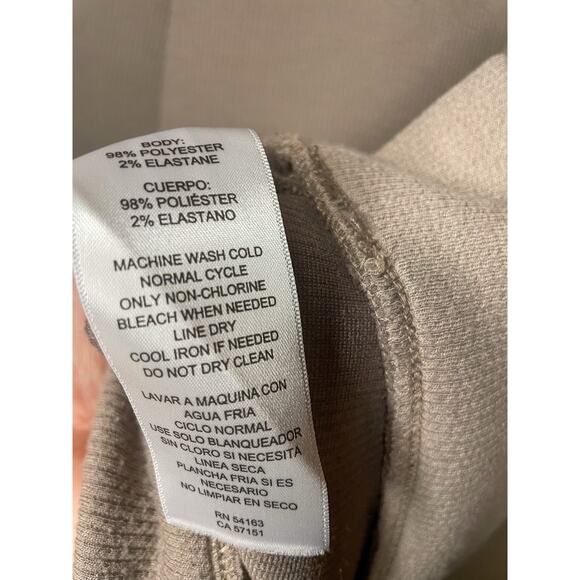 BODY:
98% POLYESTER
2% ELASTANE
CUERPO:
98% POLIÉSTER
2% ELASTANO
MACHINE WASH COLD
NORMAL CYCLE
ONLY NON-CHLORINE
BLEACH WHEN NEEDED
LINE DRY
COOL IRON IF NEEDED
DO NOT DRY CLEAN
LAVAR A MAQUINA CON
AGUA FRIA
CICLO NORMAL
USE SOLO BLANQUEADOR
SIN CLORO SI NECESITA
LINEA SECA
PLANCHA FRIA SI ES
NECESARIO
NO LIMPIAR EN SECO
RN 54163
CA 57151